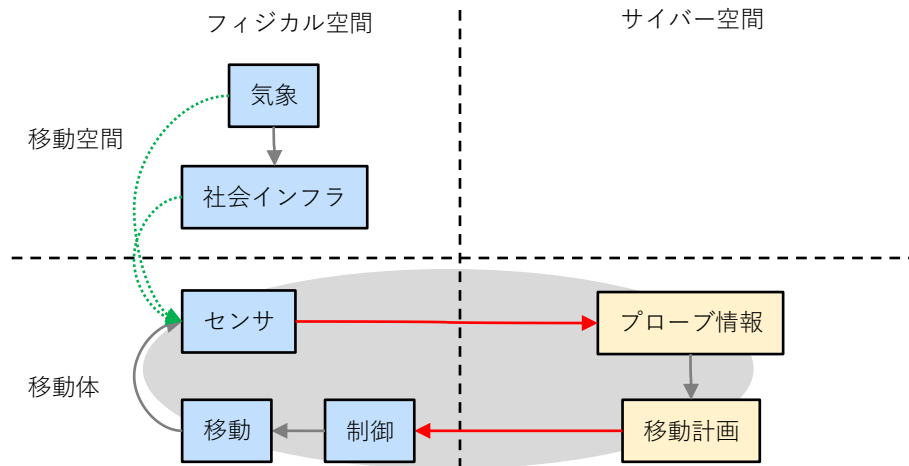 フィジカル空間
サイバー空間
気象
移動空間
社会インフラ
センサ
プローブ情報
移動体
移動
制御
移動計画